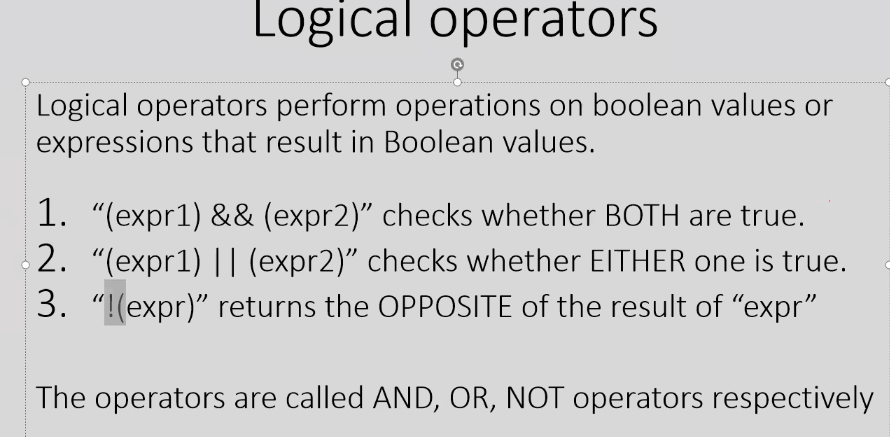 Logical operators
Logical operators perform operations on boolean values or
expressions that result in Boolean values.
1. “(expr1) && (expr2)” checks whether BOTH are true.
2. “(expr1) || (expr2)” checks whether EITHER one is true.
3. “!(expr)” returns the OPPOSITE of the result of “expr”
The operators are called AND, OR, NOT operators respectively